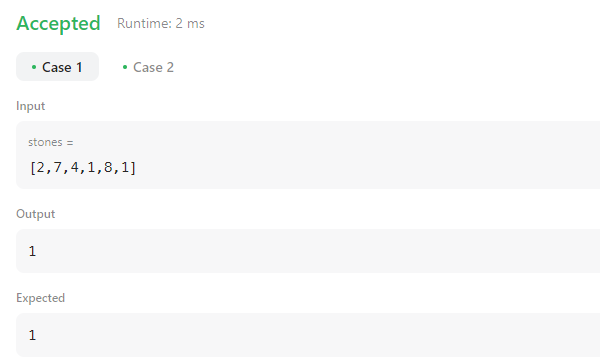 Accepted Runtime: 2 ms
• Case 1 • Case 2
Input
stones =
[2,7,4,1,8,1]
Output
1
Expected
1